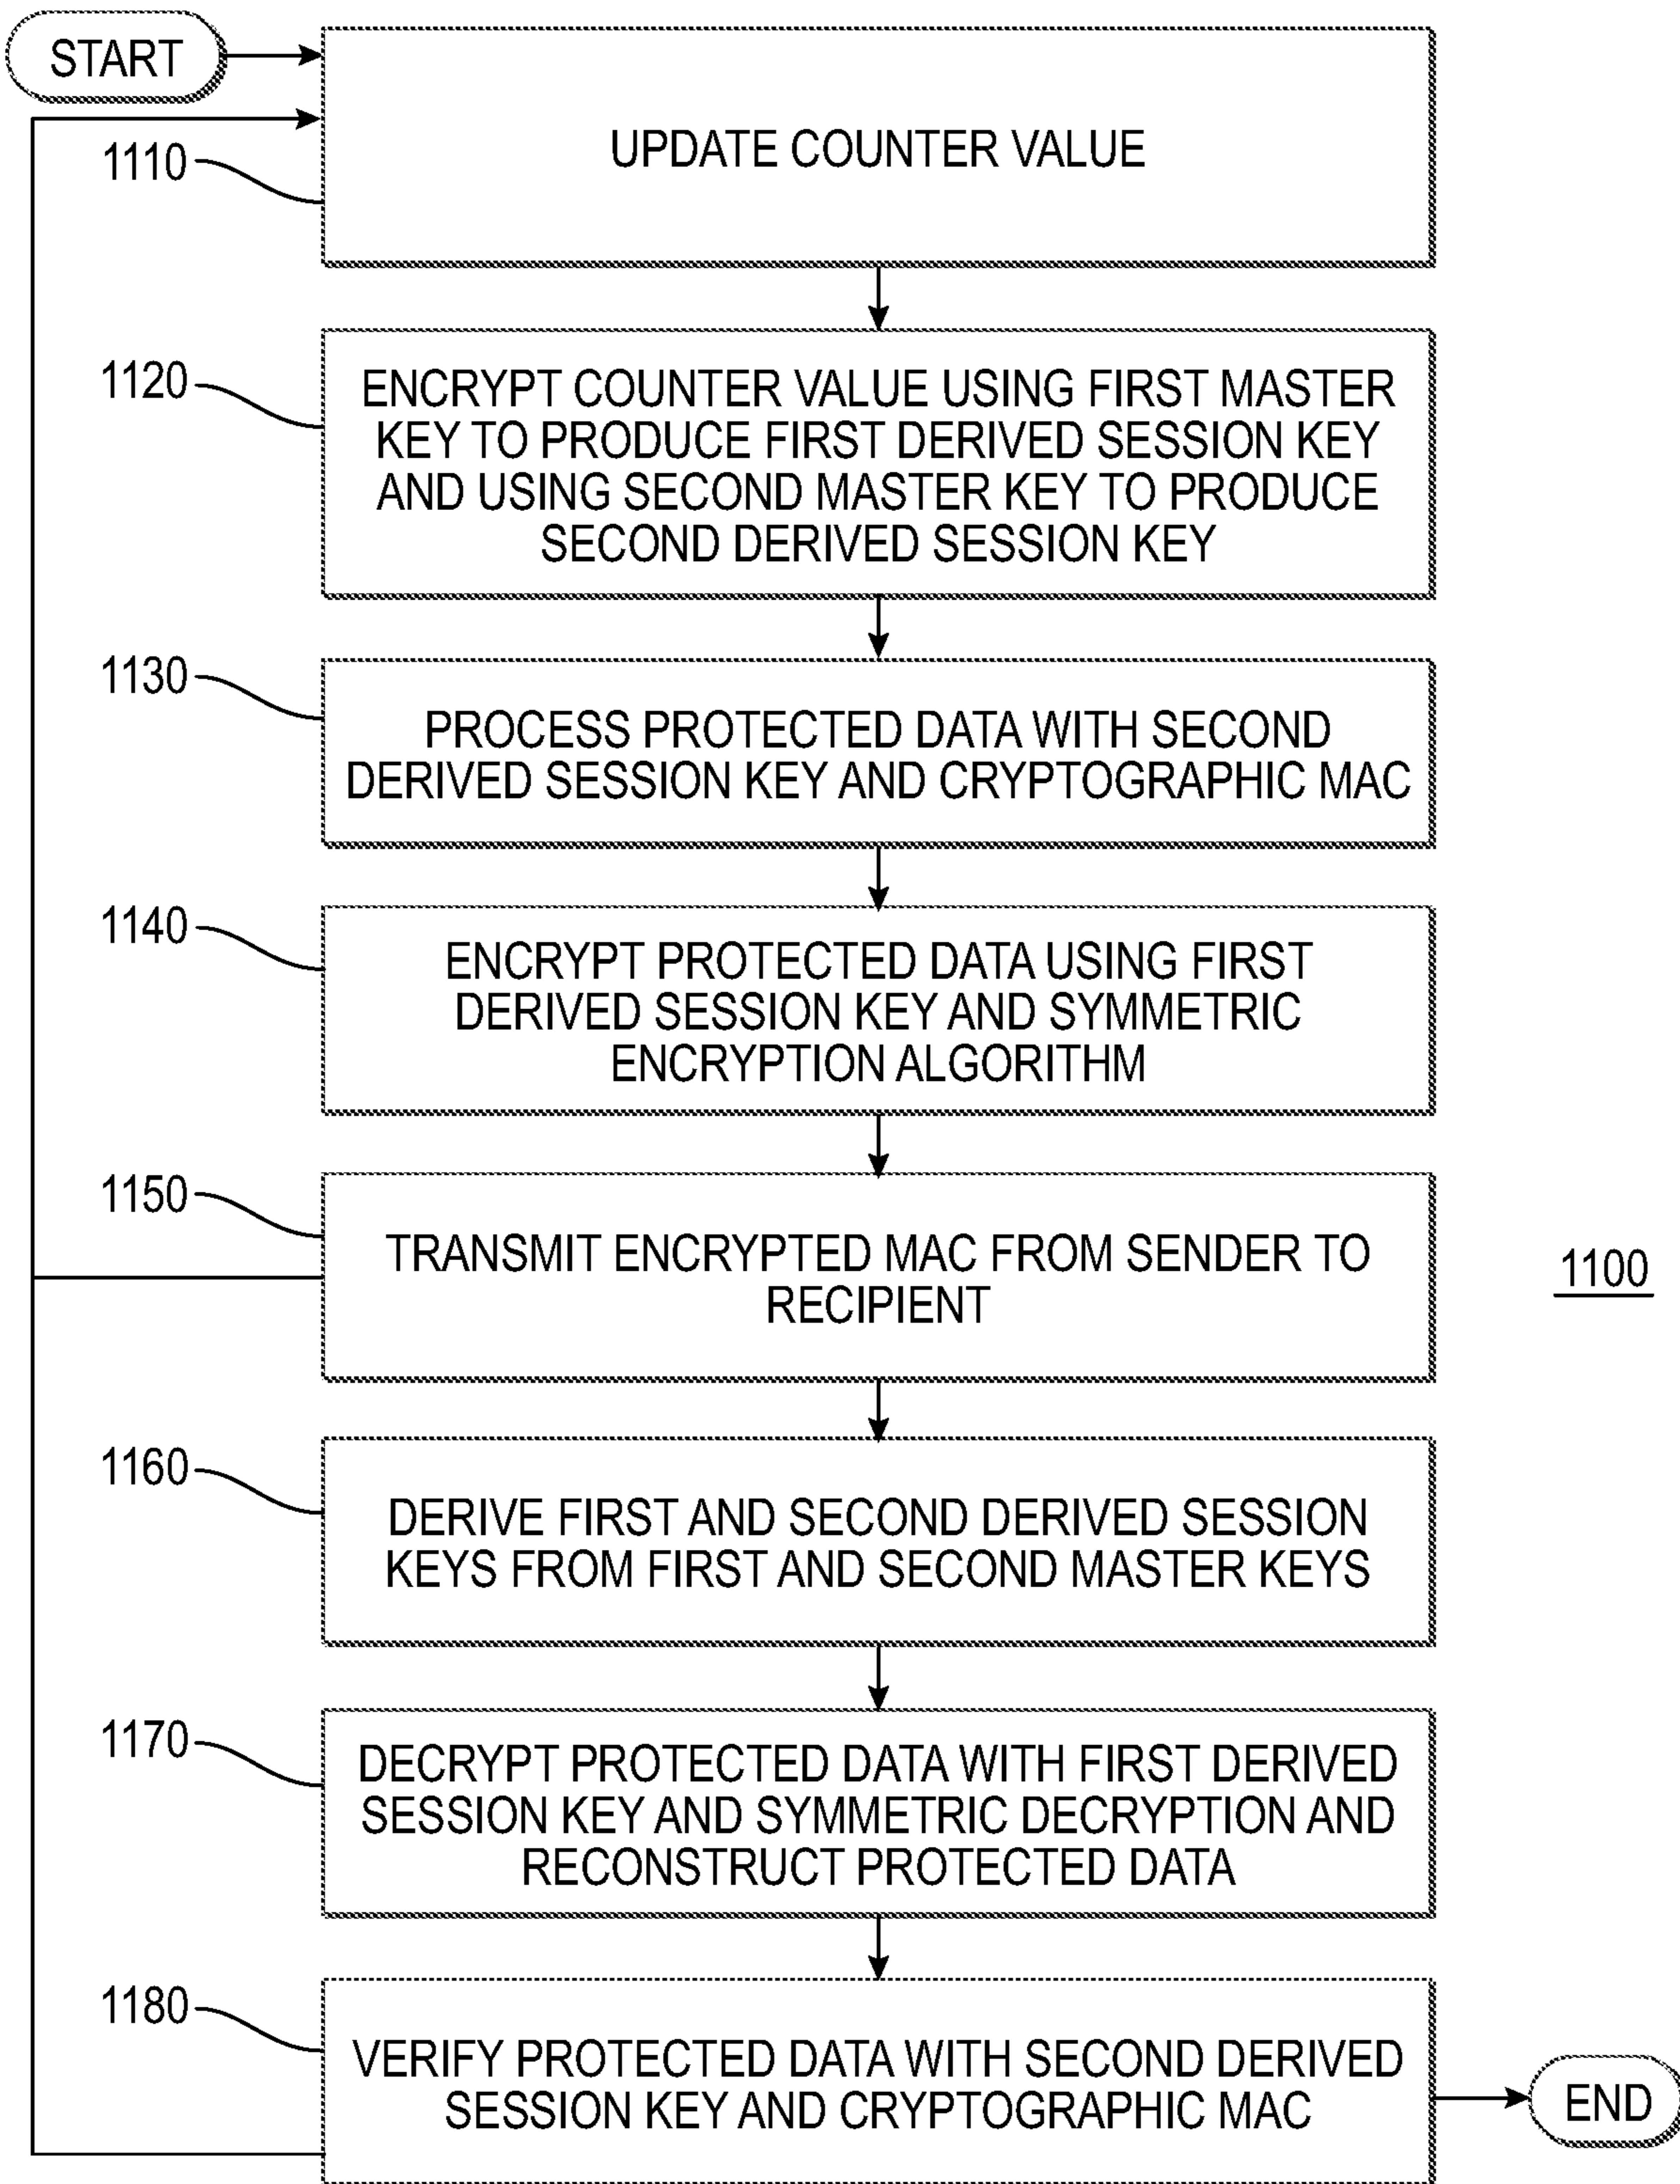 START
UPDATE COUNTER VALUE
1110
1120
ENCRYPT COUNTER VALUE USING FIRST MASTER
KEY TO PRODUCE FIRST DERIVED SESSION KEY
AND USING SECOND MASTER KEY TO PRODUCE
SECOND DERIVED SESSION KEY
1130
PROCESS PROTECTED DATA WITH SECOND
DERIVED SESSION KEY AND CRYPTOGRAPHIC MAC
1140
ENCRYPT PROTECTED DATA USING FIRST
DERIVED SESSION KEY AND SYMMETRIC
ENCRYPTION ALGORITHM
1150
TRANSMIT ENCRYPTED MAC FROM SENDER TO
RECIPIENT
1100
1160
DERIVE FIRST AND SECOND DERIVED SESSION
KEYS FROM FIRST AND SECOND MASTER KEYS
1170
DECRYPT PROTECTED DATA WITH FIRST DERIVED
SESSION KEY AND SYMMETRIC DECRYPTION AND
RECONSTRUCT PROTECTED DATA
1180
VERIFY PROTECTED DATA WITH SECOND DERIVED
SESSION KEY AND CRYPTOGRAPHIC MAC
END